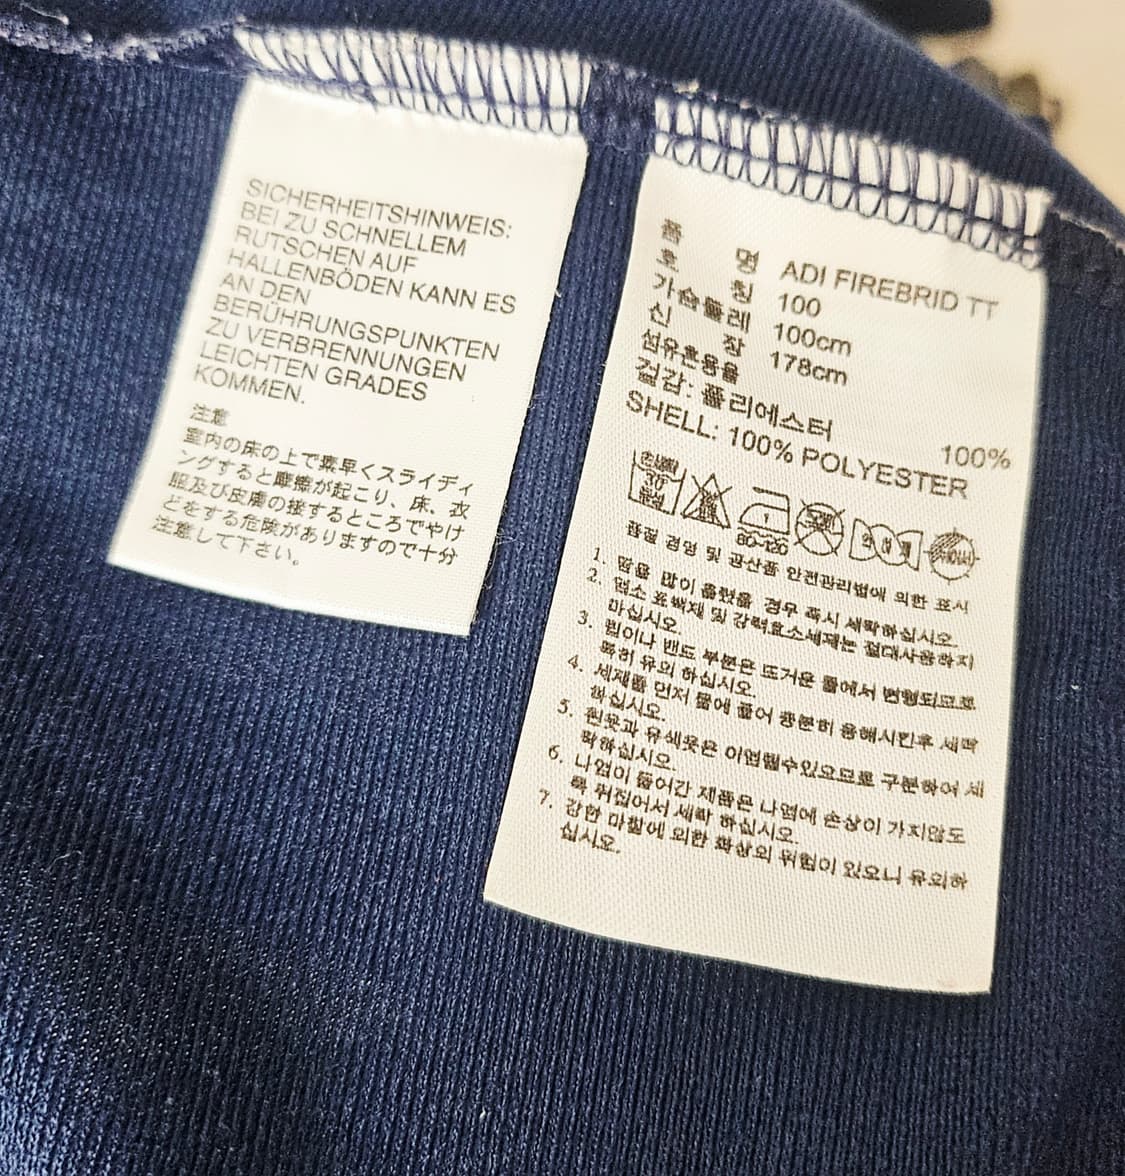 SICHERHEITSHINWEIS:
BEI ZU SCHNELLEM
RUTSCHEN AUF
HALLENBÖDEN KANN ES
AN DEN
BERÜHRUNGSPUNKTEN
ZU VERBRENNUNGEN
LEICHTEN GRADES
KOMMEN.
注意
室内の床の上で素早くスライディ
ングすると摩擦が起こり、床、衣
服及び皮膚の接するところでやけ
どをする危険がありますので十分
注意して下さい。
품 명 ADI FIREBRID TT
호 칭 100
가슴둘레 100cm
신 장 178cm
섬유혼용율
겉감: 폴리에스터 100%
SHELL: 100% POLYESTER
30
중성
1
80-120
품질 경영 및 공산품 안전관리법에 의한 표시
1. 땀을 많이 흘렸을 경우 즉시 세탁하십시오.
2. 염소 표백제 및 강력효소세제는 절대사용하지
마십시오.
3. 립이나 밴드 부분은 뜨거운 물에서 변형되므로
특히 유의 하십시오
4. 세제를 먼저 물에 풀어 충분히 용해시킨후 세탁
하십시오.
5. 흰옷과 유색옷은 이염될수있으므로 구분하여 세
탁하십시오.
6. 나염이 들어간 제품은 나염에 손상이 가지않도
록 뒤집어서 세탁 하십시오.
7. 강한 마찰에 의한 화상의 위험이 있으니 유의하
십시오.